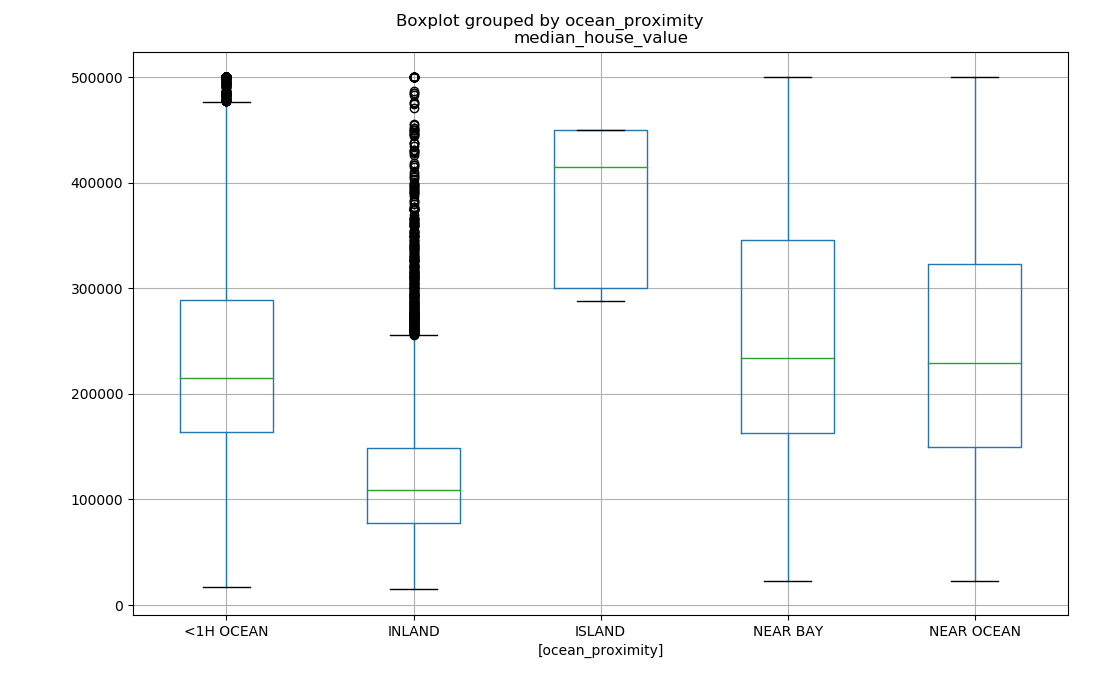 Boxplot grouped by ocean_proximity
median_house_value
500000
400000
300000
200000
100000
0
<1H OCEAN
INLAND
ISLAND
NEAR BAY
NEAR OCEAN
[ocean_proximity]